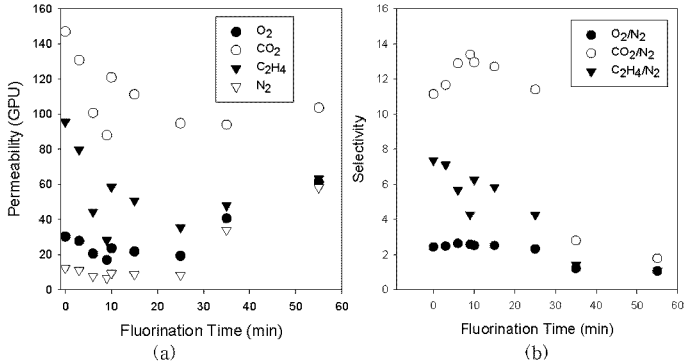 160
140
120
100
80
60
40
20
0
Permeability (GPU)
O2
CO2
C2H4
N2
0 10 20 30 40 50 60
Fluorination Time (min)
(a)
16
14
12
10
8
6
4
2
0
Selectivity
O2/N2
CO2/N2
C2H4/N2
0 10 20 30 40 50 60
Fluorination Time (min)
(b)